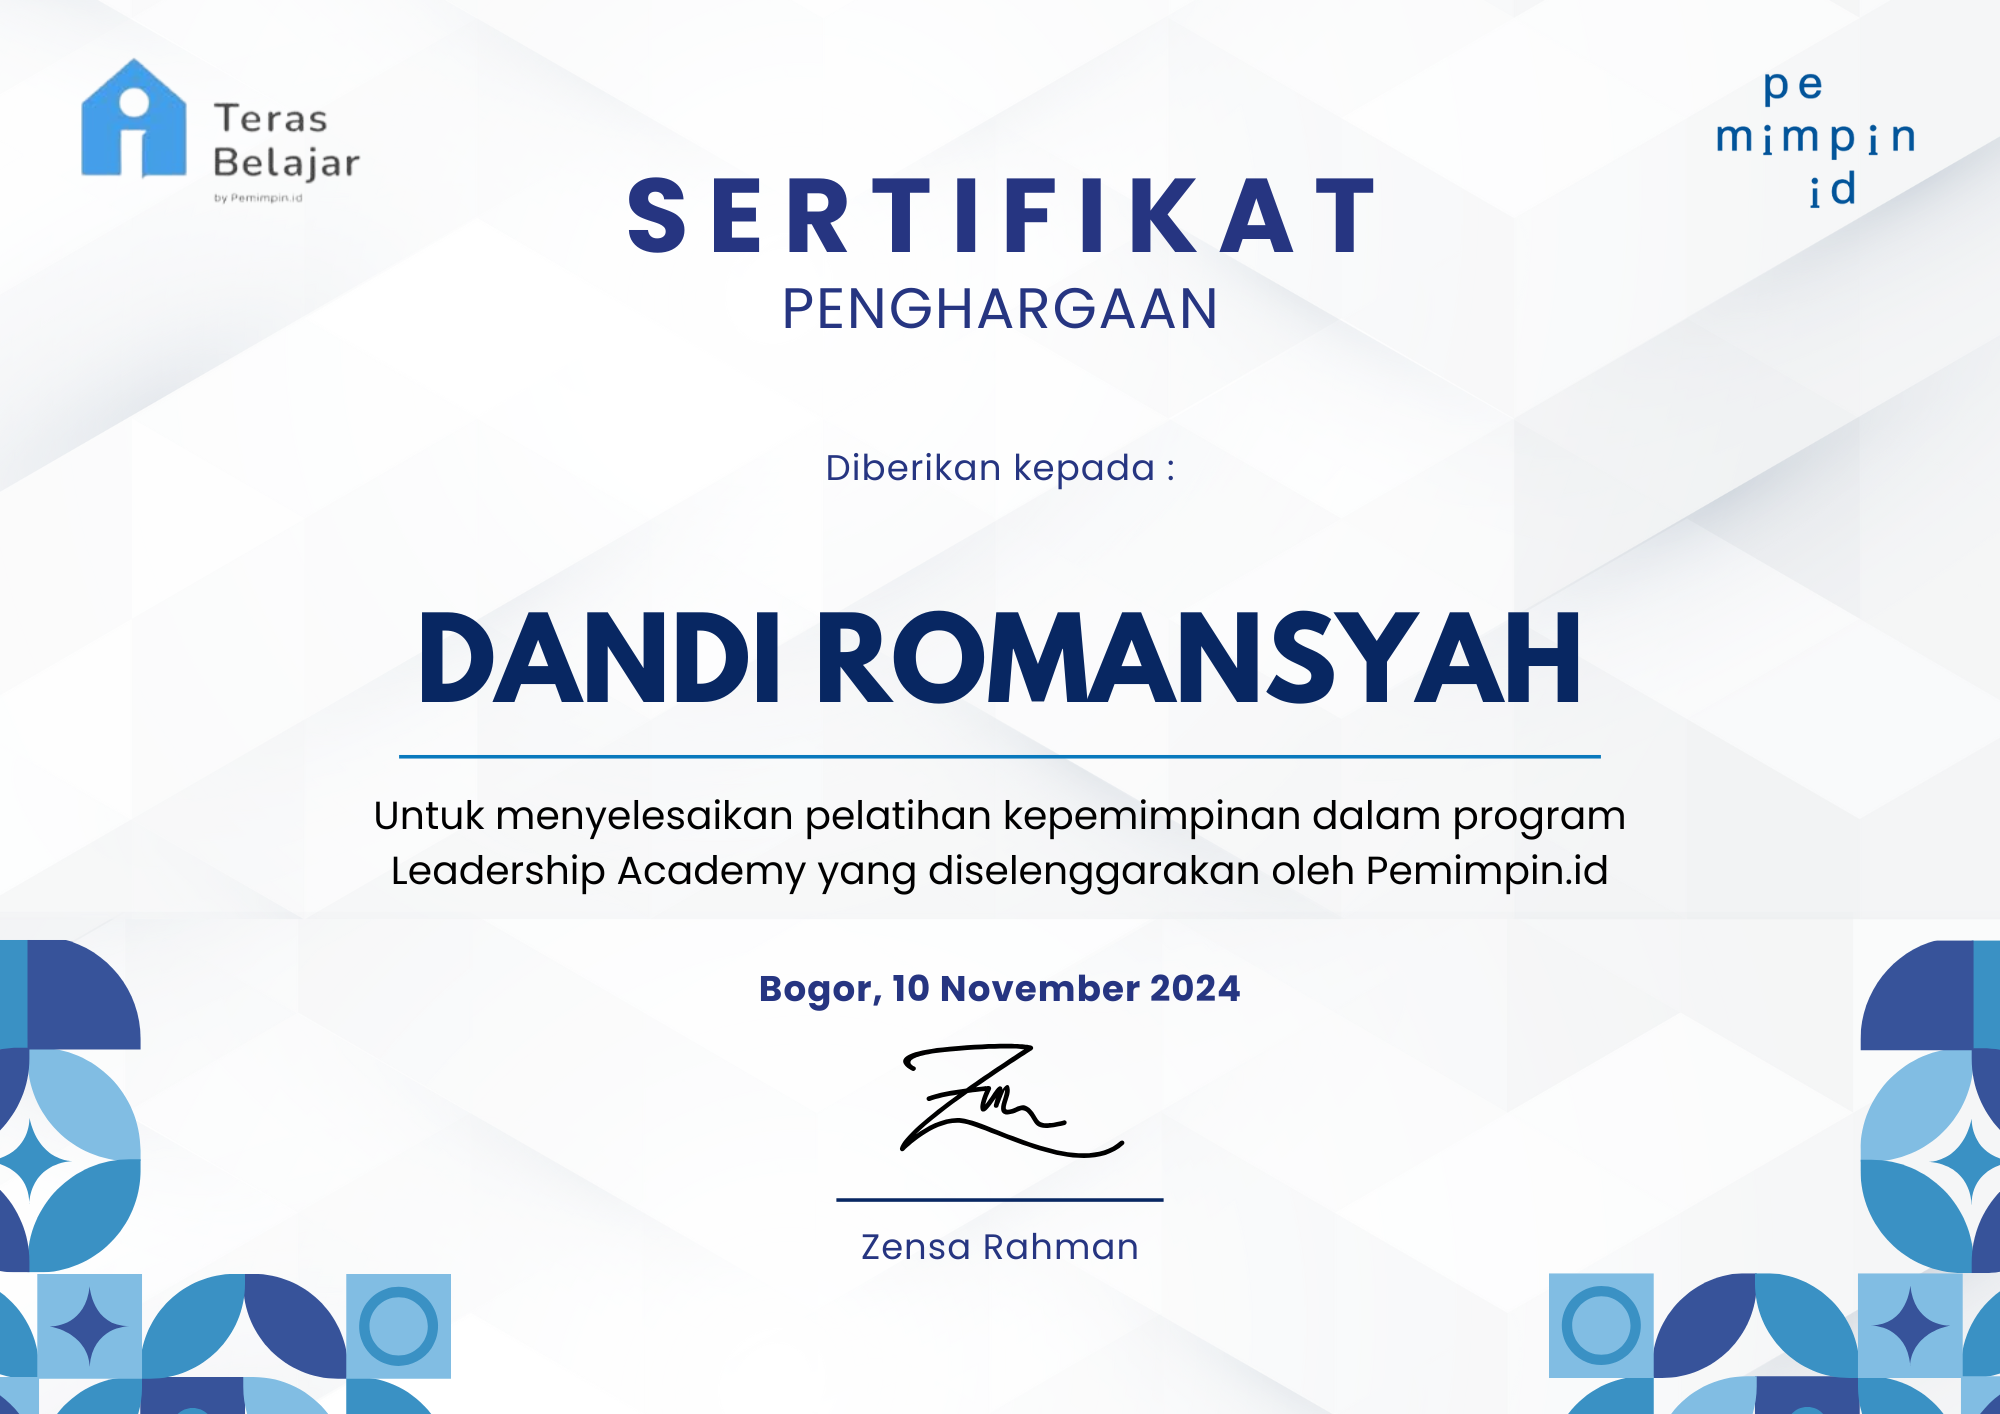 Teras
Belajar
by Pemimpin.id
pe
mimpin
id
SERTIFIKAT
PENGHARGAAN
Diberikan kepada :
DANDI ROMANSYAH
Untuk menyelesaikan pelatihan kepemimpinan dalam program
Leadership Academy yang diselenggarakan oleh Pemimpin.id
Bogor, 10 November 2024
Zensa Rahman